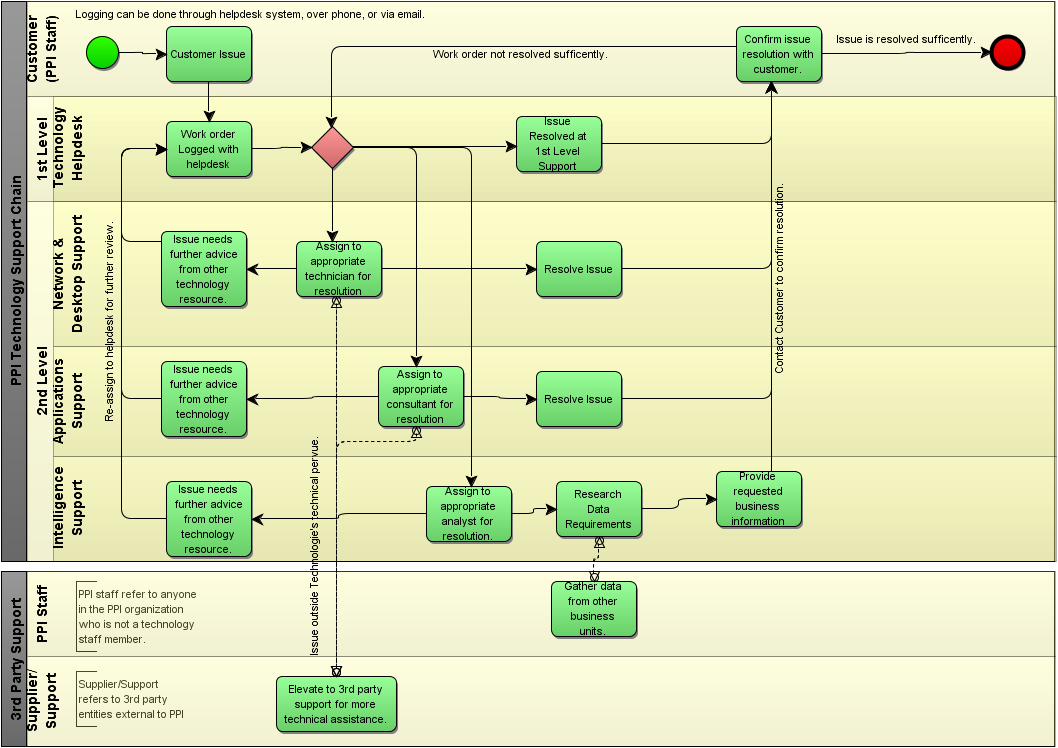 Logging can be done through helpdesk system, over phone, or via email.
PPI Technology Support Chain
Customer
(PPI Staff)
Customer Issue
Work order not resolved sufficently.
Confirm issue
resolution with
customer.
Issue is resolved sufficently.
1st Level
Technology
Helpdesk
Work order
Logged with
helpdesk
Issue
Resolved at
1st Level
Support
2nd Level
Network &
Desktop Support
Re-assign to helpdesk for further review.
Issue needs
further advice
from other
technology
resource.
Assign to
appropriate
technician for
resolution
Resolve Issue
Contact Customer to confirm resolution.
Applications
Support
Issue needs
further advice
from other
technology
resource.
Assign to
appropriate
consultant for
resolution
Resolve Issue
Intelligence
Support
Issue needs
further advice
from other
technology
resource.
Issue outside Technologie's technical pervue.
Assign to
appropriate
analyst for
resolution.
Research
Data
Requirements
Provide
requested
business
information
3rd Party Support
PPI Staff
PPI staff refer to anyone
in the PPI organization
who is not a technology
staff member.
Gather data
from other
business
units.
Supplier/
Support
Supplier/Support
refers to 3rd party
entities external to PPI
Elevate to 3rd party
support for more
technical assistance.